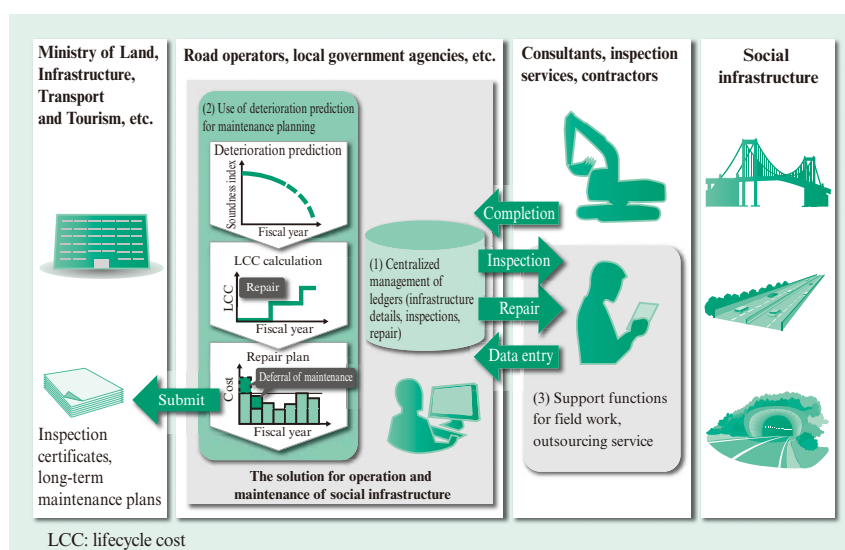 Ministry of Land,
Infrastructure,
Transport
and Tourism, etc.
Inspection
certificates,
long-term
maintenance plans
Submit
Road operators, local government agencies, etc.
(2) Use of deterioration prediction
for maintenance planning
Deterioration prediction
Soundness index
Fiscal year
LCC calculation
LCC
Repair
Fiscal year
Repair plan
Cost
Deferral of maintenance
Fiscal year
(1) Centralized
management of
ledgers (infrastructure
details, inspections,
repair)
The solution for operation and
maintenance of social infrastructure
Completion
Inspection
Repair
Data entry
Consultants, inspection
services, contractors
(3) Support functions
for field work,
outsourcing service
Social
infrastructure
LCC: lifecycle cost